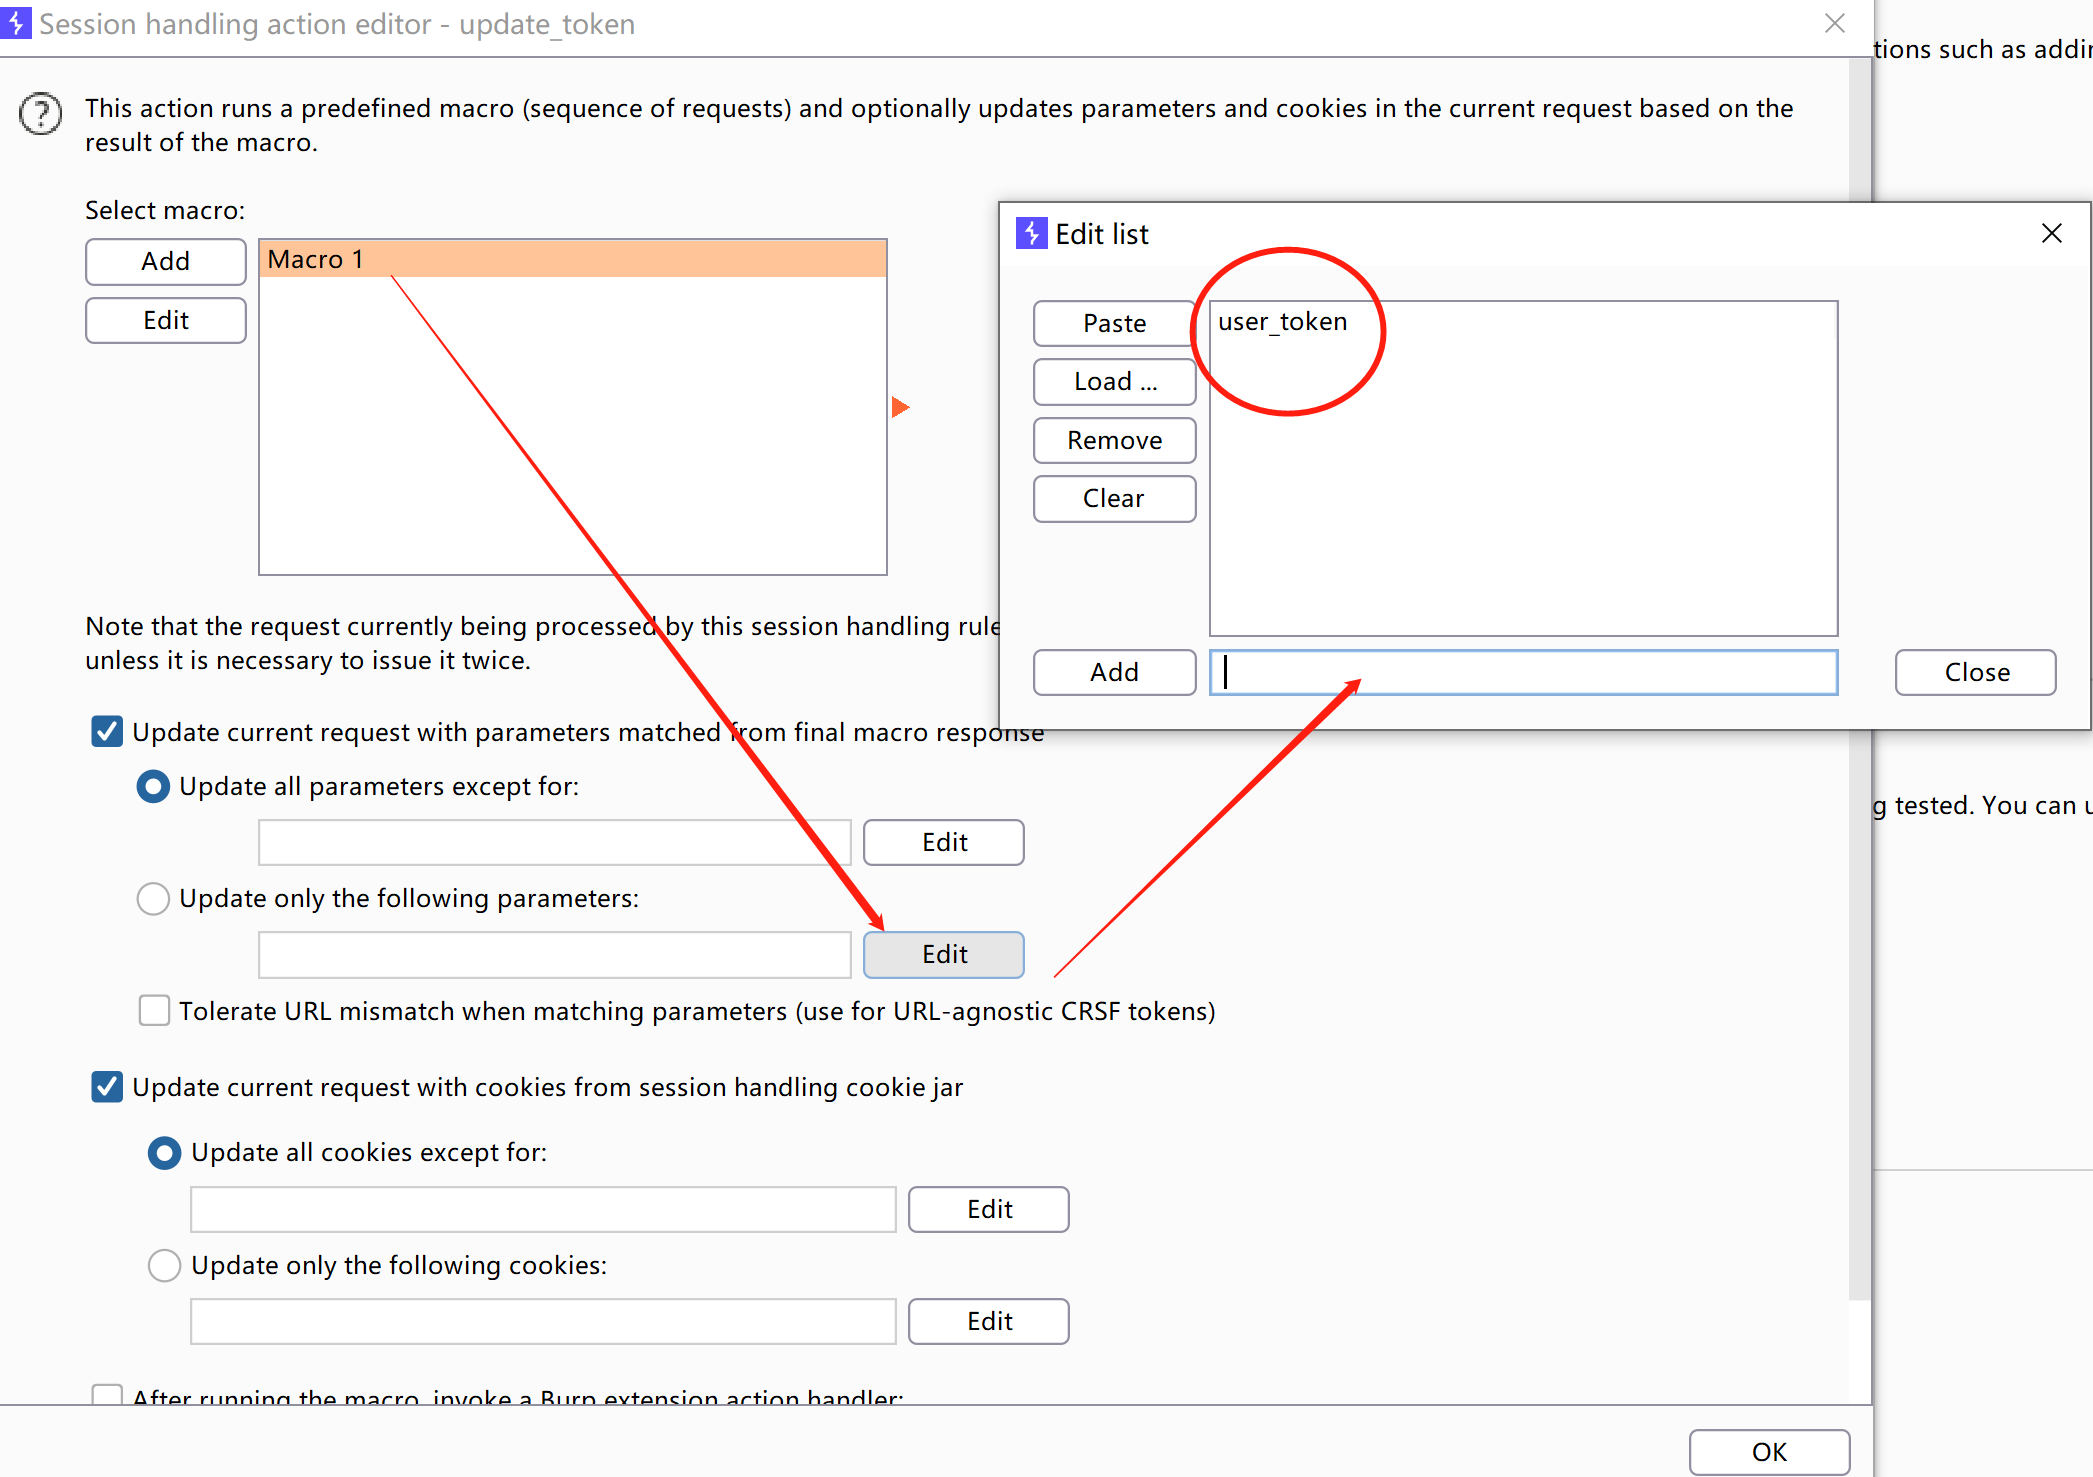 Session handling action editor - update_token
tions such as addin
This action runs a predefined macro (sequence of requests) and optionally updates parameters and cookies in the current request based on the
result of the macro.
Select macro:
Add
Macro 1
Edit
Edit list
Paste
user_token
Load ...
Remove
Clear
Add
Close
Note that the request currently being processed by this session handling rule
unless it is necessary to issue it twice.
Update current request with parameters matched from final macro response
Update all parameters except for:
Edit
g tested. You can u
Update only the following parameters:
Edit
Tolerate URL mismatch when matching parameters (use for URL-agnostic CRSF tokens)
Update current request with cookies from session handling cookie jar
Update all cookies except for:
Edit
Update only the following cookies:
Edit
After running the macro, invoke a Burp extension action handler:
OK